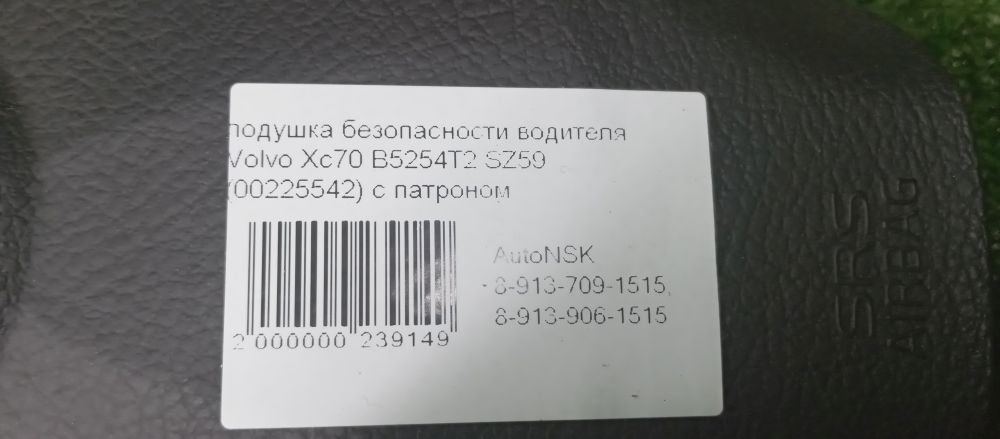 подушка безопасности водителя
Volvo Xc70 B5254T2 SZ59
(00225542) с патроном
AutoNSK
8-913-709-1515,
8-913-906-1515
2 000000 239149
SRS
AIRBAG